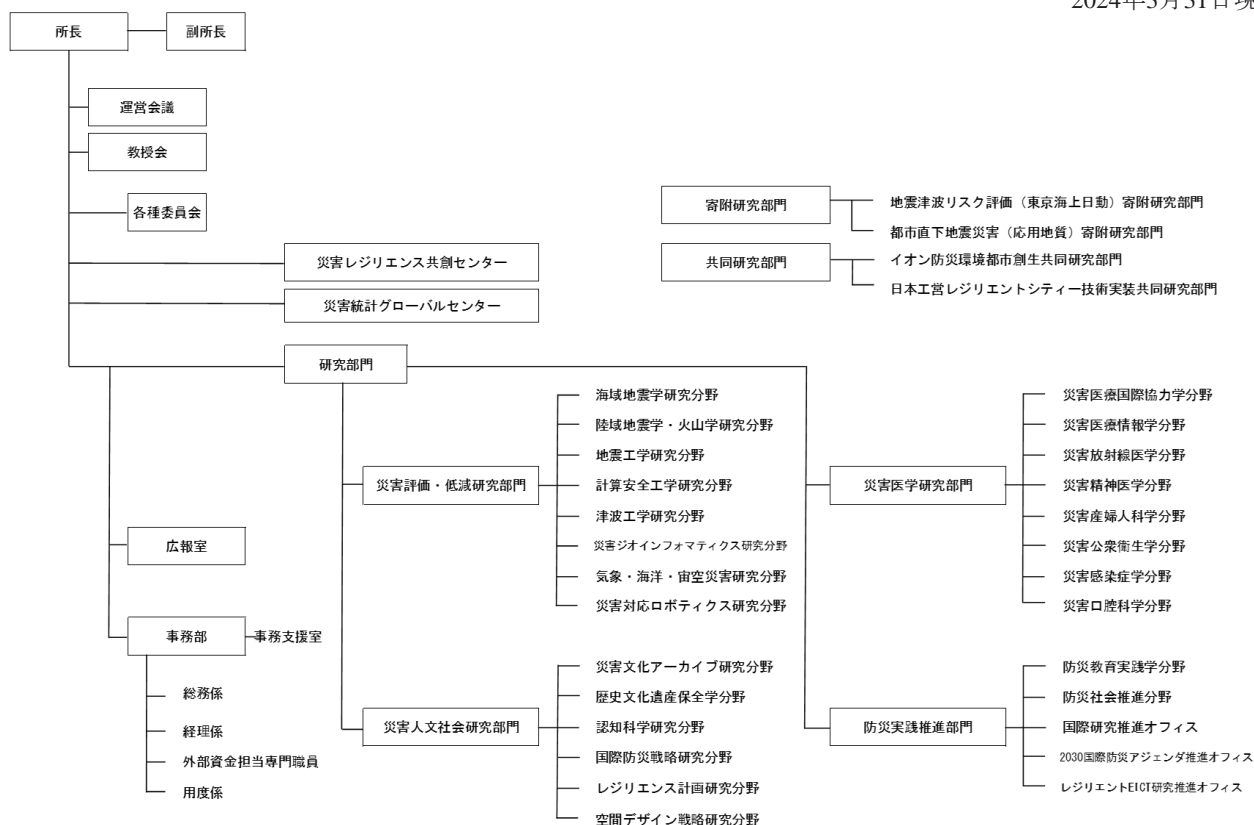 2024年3月31日現
所長
副所長
運営会議
教授会
各種委員会
災害レジリエンス共創センター
災害統計グローバルセンター
寄附研究部門
地震津波リスク評価（東京海上日動）寄附研究部門
都市直下地震災害（応用地質）寄附研究部門
共同研究部門
イオン防災環境都市創生共同研究部門
日本工営レジリエントシティー技術実装共同研究部門
研究部門
災害評価・低減研究部門
海域地震学研究分野
陸域地震学・火山学研究分野
地震工学研究分野
計算安全工学研究分野
津波工学研究分野
災害ジオインフォマティクス研究分野
気象・海洋・宙空災害研究分野
災害対応ロボティクス研究分野
災害医学研究部門
災害医療国際協力学分野
災害医療情報学分野
災害放射線医学分野
災害精神医学分野
災害産婦人科学分野
災害公衆衛生学分野
災害感染症学分野
災害口腔科学分野
広報室
事務部
事務支援室
総務係
経理係
外部資金担当専門職員
用度係
災害人文社会研究部門
災害文化アーカイブ研究分野
歴史文化遺産保全学分野
認知科学研究分野
国際防災戦略研究分野
レジリエンス計画研究分野
空間デザイン戦略研究分野
防災実践推進部門
防災教育実践学分野
防災社会推進分野
国際研究推進オフィス
2030国際防災アジェンダ推進オフィス
レジリエントEICT研究推進オフィス